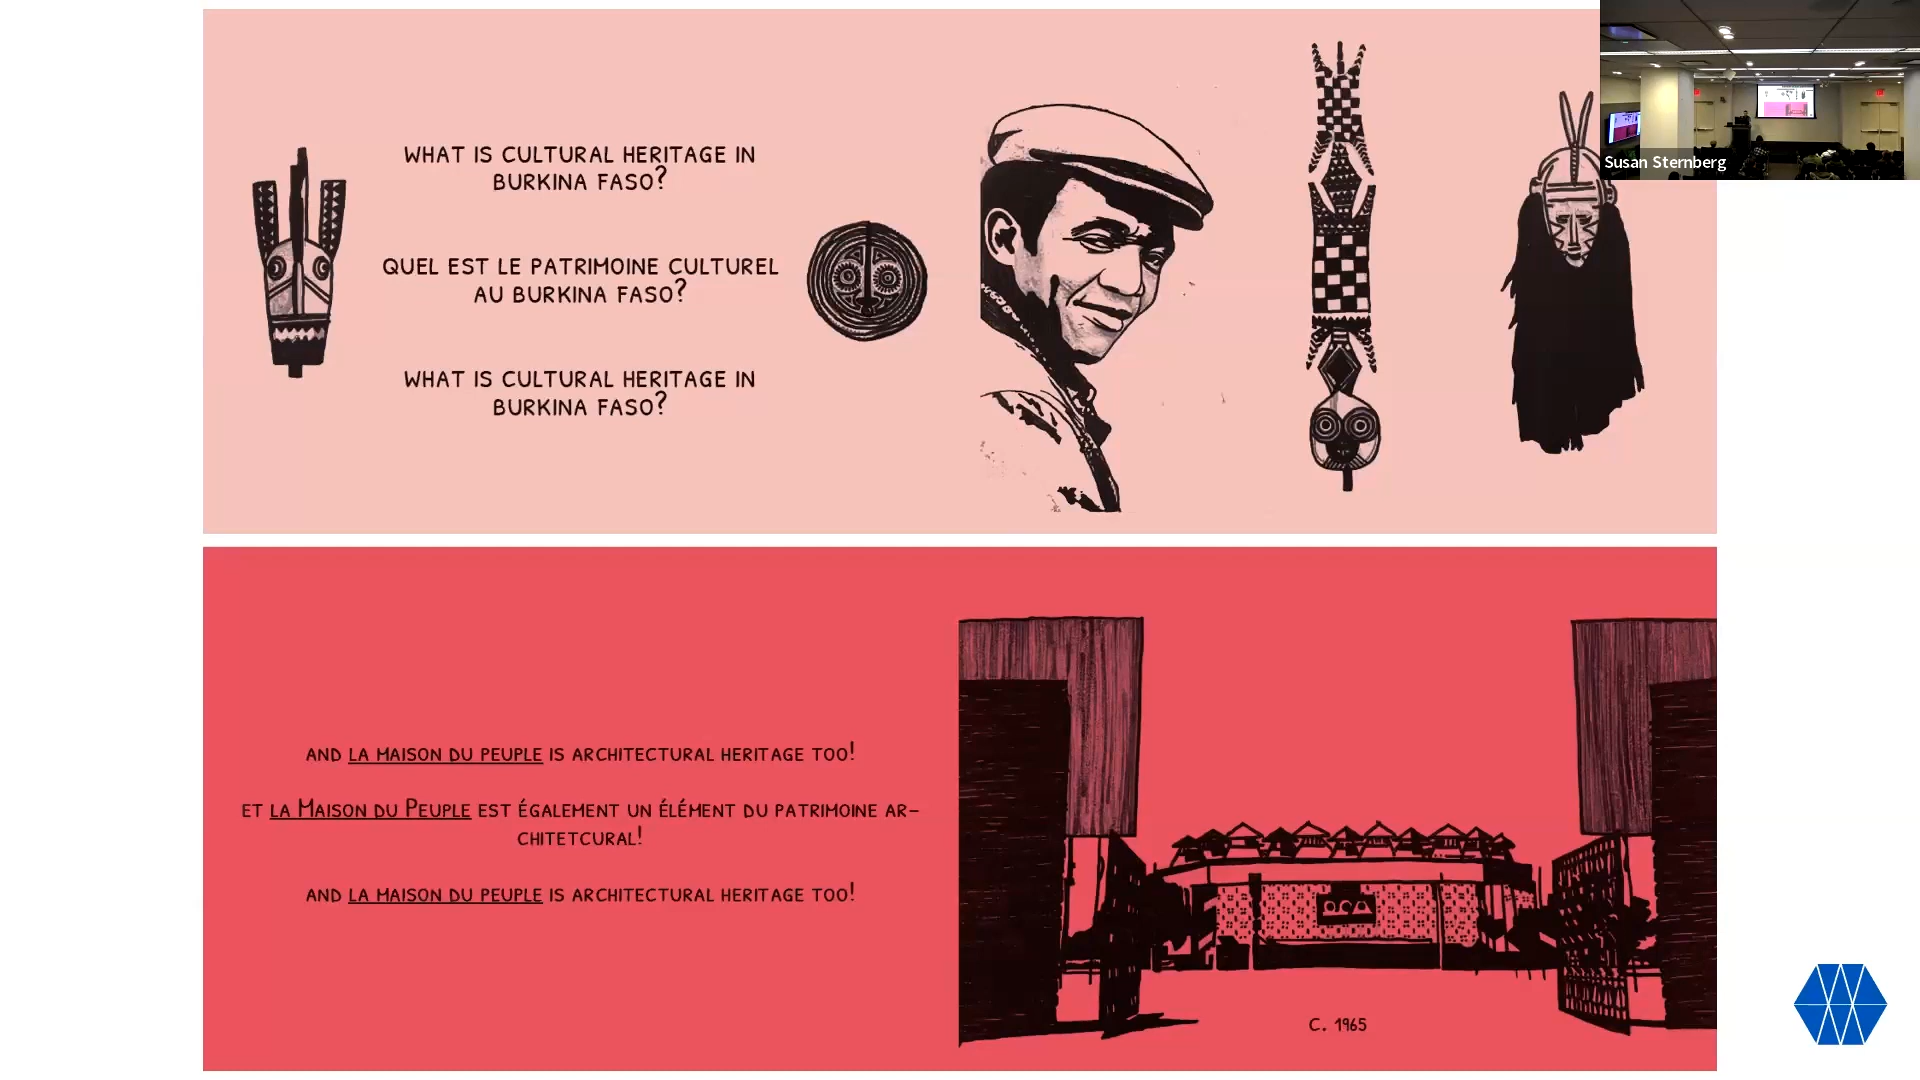 WHAT IS CULTURAL HERITAGE IN
BURKINA FASO?
QUEL EST LE PATRIMOINE CULTUREL
AU BURKINA FASO?
WHAT IS CULTURAL HERITAGE IN
BURKINA FASO?
Susan Sternberg
AND LA MAISON DU PEUPLE IS ARCHITECTURAL HERITAGE TOO!
ET LA MAISON DU PEUPLE EST ÉGALEMENT UN ÉLÉMENT DU PATRIMOINE AR-
CHITETCURAL!
AND LA MAISON DU PEUPLE IS ARCHITECTURAL HERITAGE TOO!
C. 1965